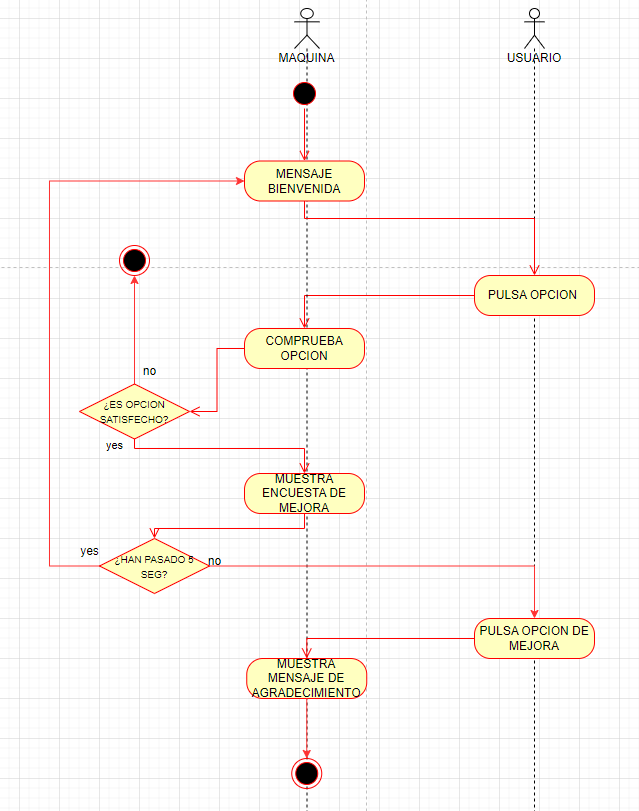 MAQUINA
USUARIO
MENSAJE
BIENVENIDA
PULSA OPCION
COMPRUEBA
OPCION
no
¿ES OPCION
SATISFECHO?
yes
MUESTRA
ENCUESTA DE
MEJORA
yes
¿HAN PASADO 5
SEG?
no
PULSA OPCION DE
MEJORA
MUESTRA
MENSAJE DE
AGRADECIMIENTO